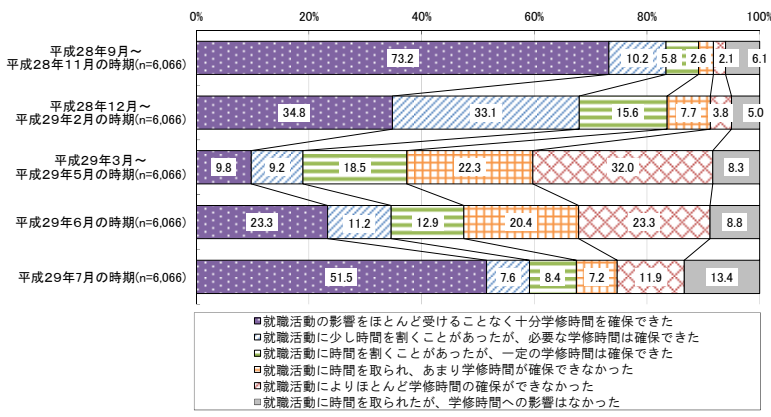 0% 20% 40% 60% 80% 100%
平成28年9月～
平成28年11月の時期(n=6,066)
73.2 10.2 5.8 2.6 2.1 6.1
平成28年12月～
平成29年2月の時期(n=6,066)
34.8 33.1 15.6 7.7 3.8 5.0
平成29年3月～
平成29年5月の時期(n=6,066)
9.8 9.2 18.5 22.3 32.0 8.3
平成29年6月の時期(n=6,066)
23.3 11.2 12.9 20.4 23.3 8.8
平成29年7月の時期(n=6,066)
51.5 7.6 8.4 7.2 11.9 13.4
就職活動の影響をほとんど受けることなく十分学修時間を確保できた
就職活動に少し時間を割くことがあったが、必要な学修時間は確保できた
就職活動に時間を割くことがあったが、一定の学修時間は確保できた
就職活動に時間を取られ、あまり学修時間が確保できなかった
就職活動によりほとんど学修時間の確保ができなかった
就職活動に時間を取られたが、学修時間への影響はなかった